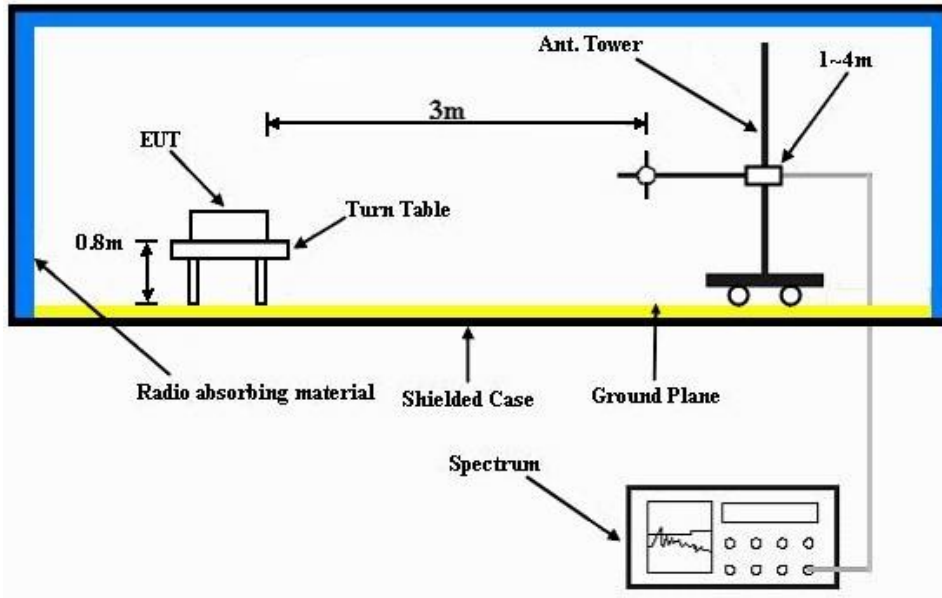 Ant. Tower
1~4m
3m
EUT
Turn Table
0.8m
Radio absorbing material
Shielded Case
Ground Plane
Spectrum